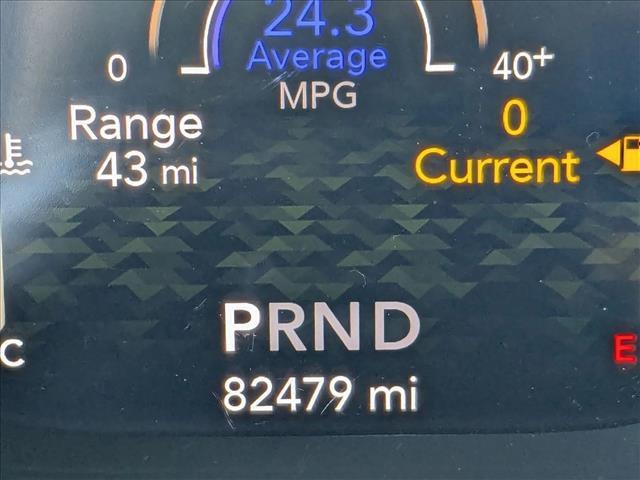 24.3
Average
0 40+
MPG
Range 0
43 mi Current
PRND
C E
82479 mi